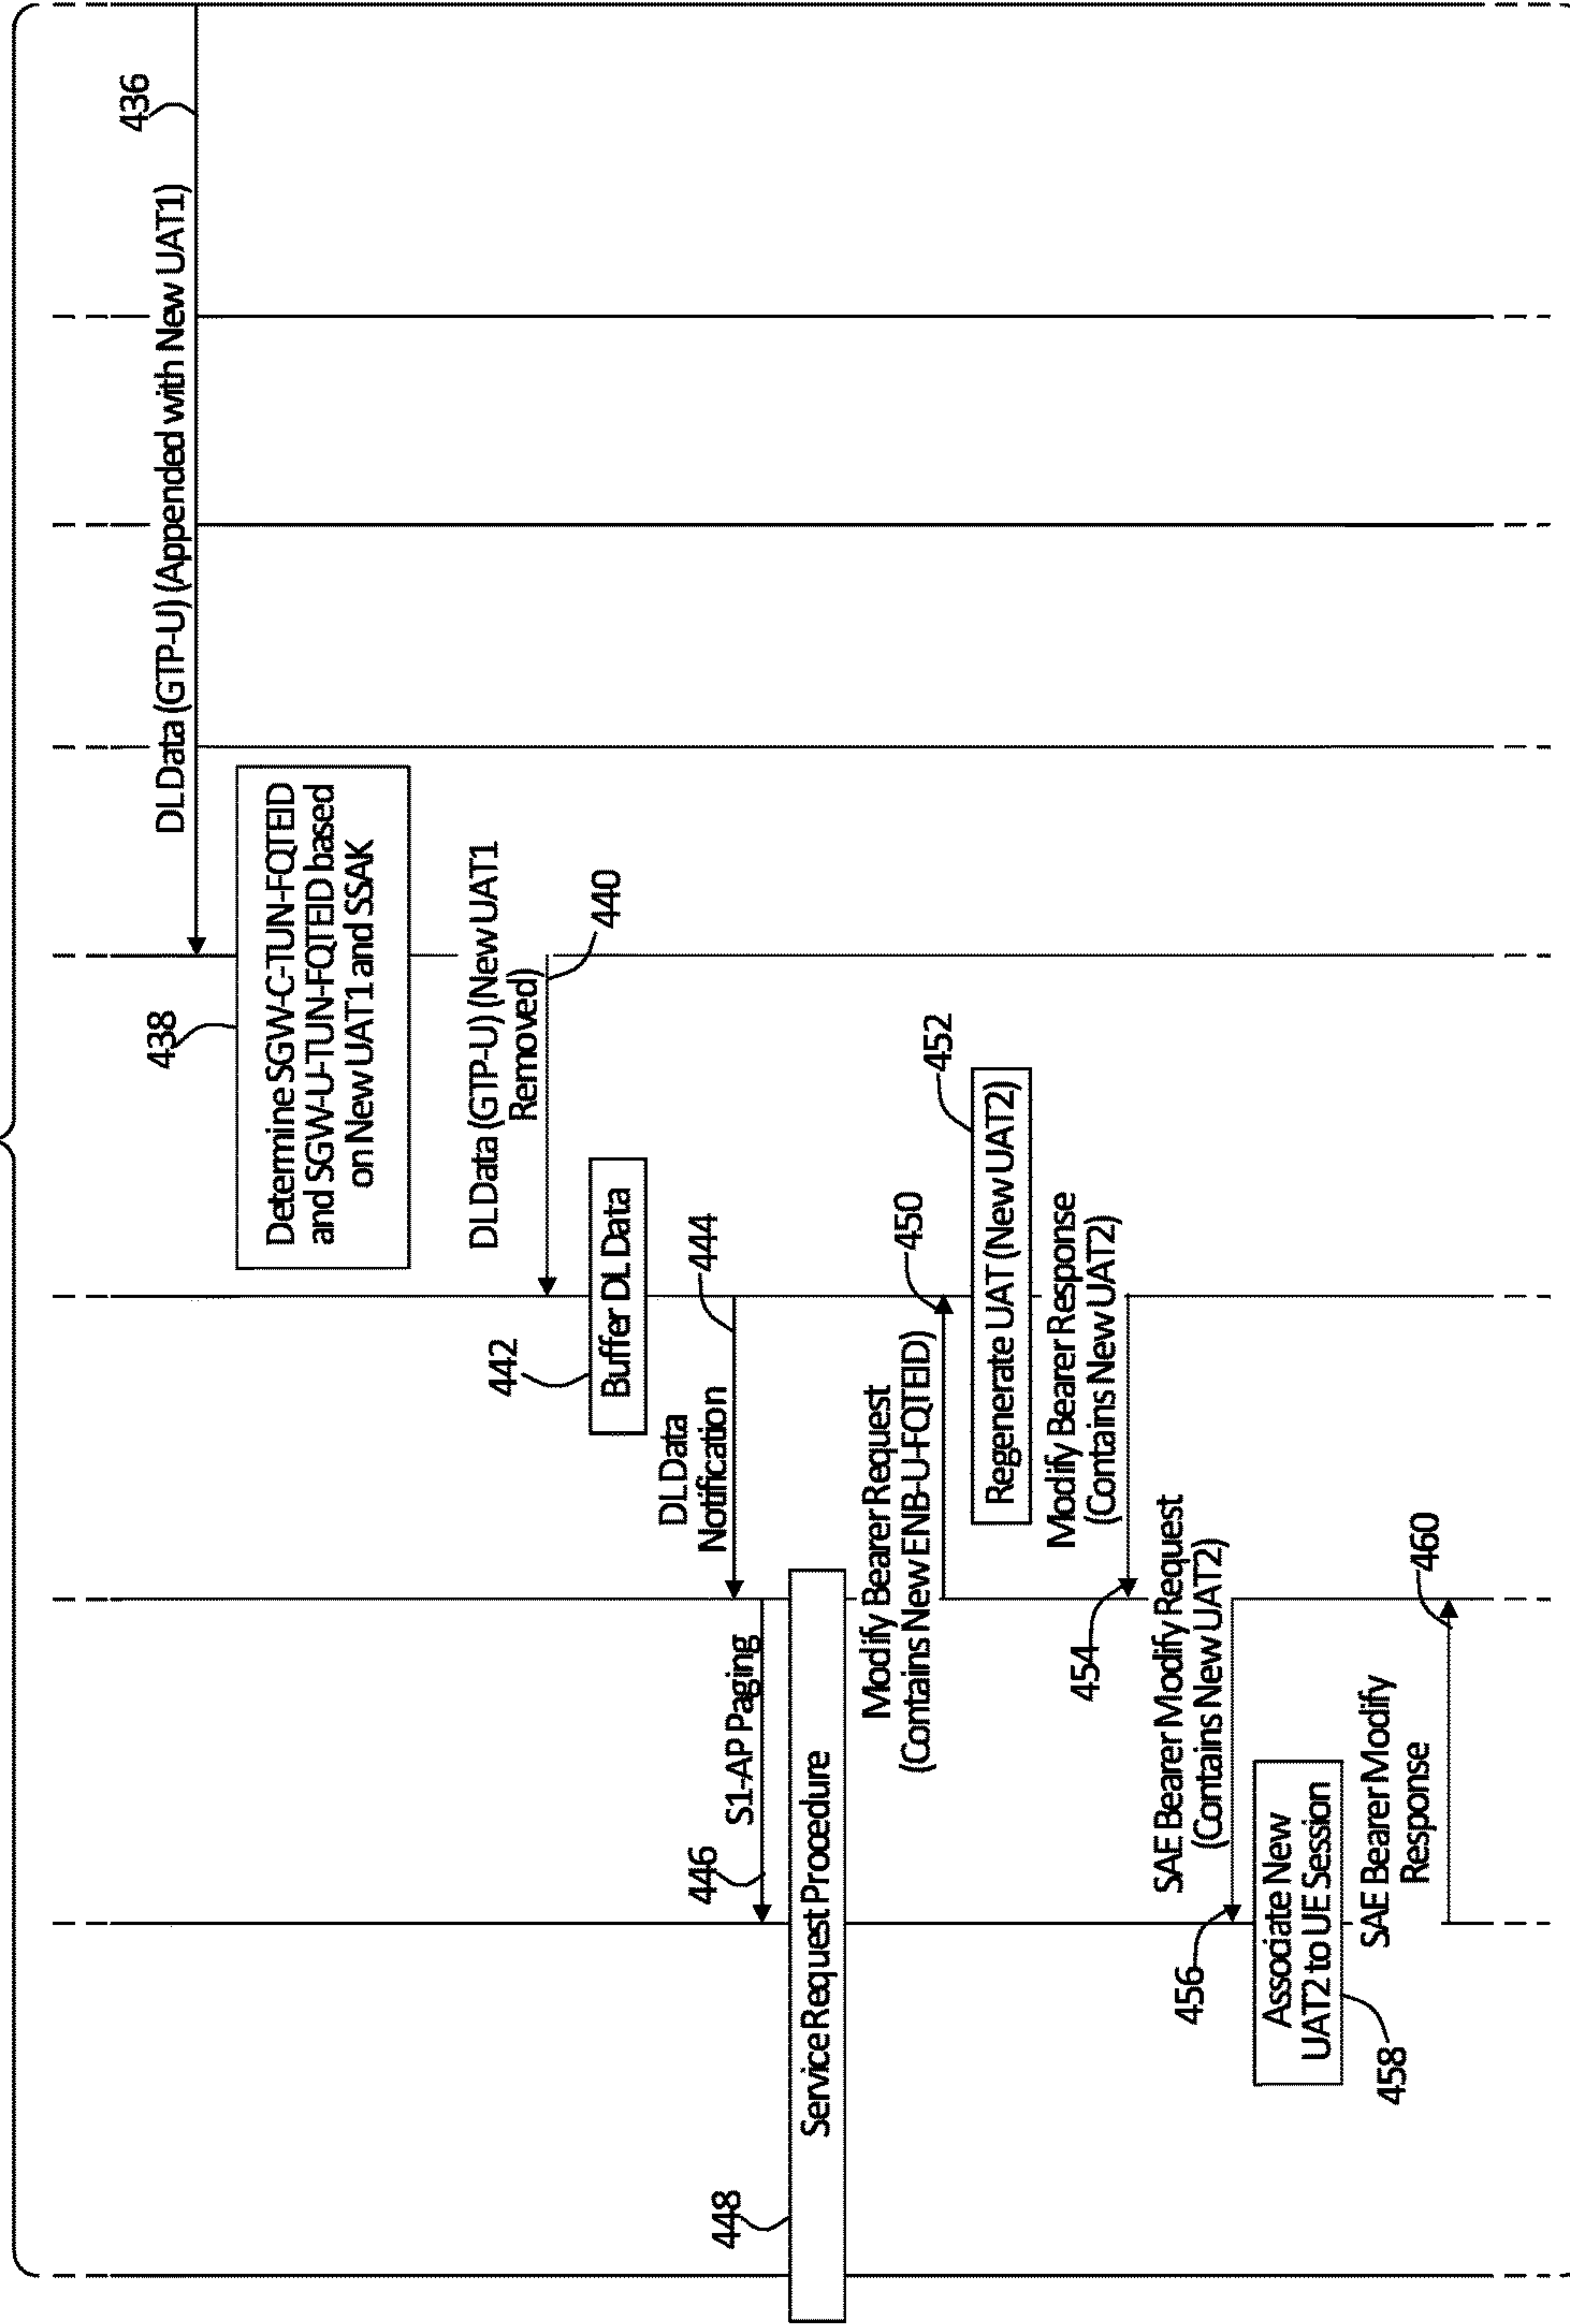 436
DL Data (GTP-U) (Appended with New UAT1)
438
Determine SGW-C-TUN-FQTEID
and SGW-U-TUN-FQTEID based
on New UAT1 and SSAK
DL Data (GTP-U) (New UAT1
Removed)
440
442
Buffer DL Data
DL Data
Notification
444
446
S1-AP Paging
448
Service Request Procedure
Modify Bearer Request
(Contains New ENB-U-FQTEID)
450
452
Regenerate UAT (New UAT2)
Modify Bearer Response
(Contains New UAT2)
454
SAE Bearer Modify Request
(Contains New UAT2)
456
Associate New
UAT2 to UE Session
458
SAE Bearer Modify
Response
460